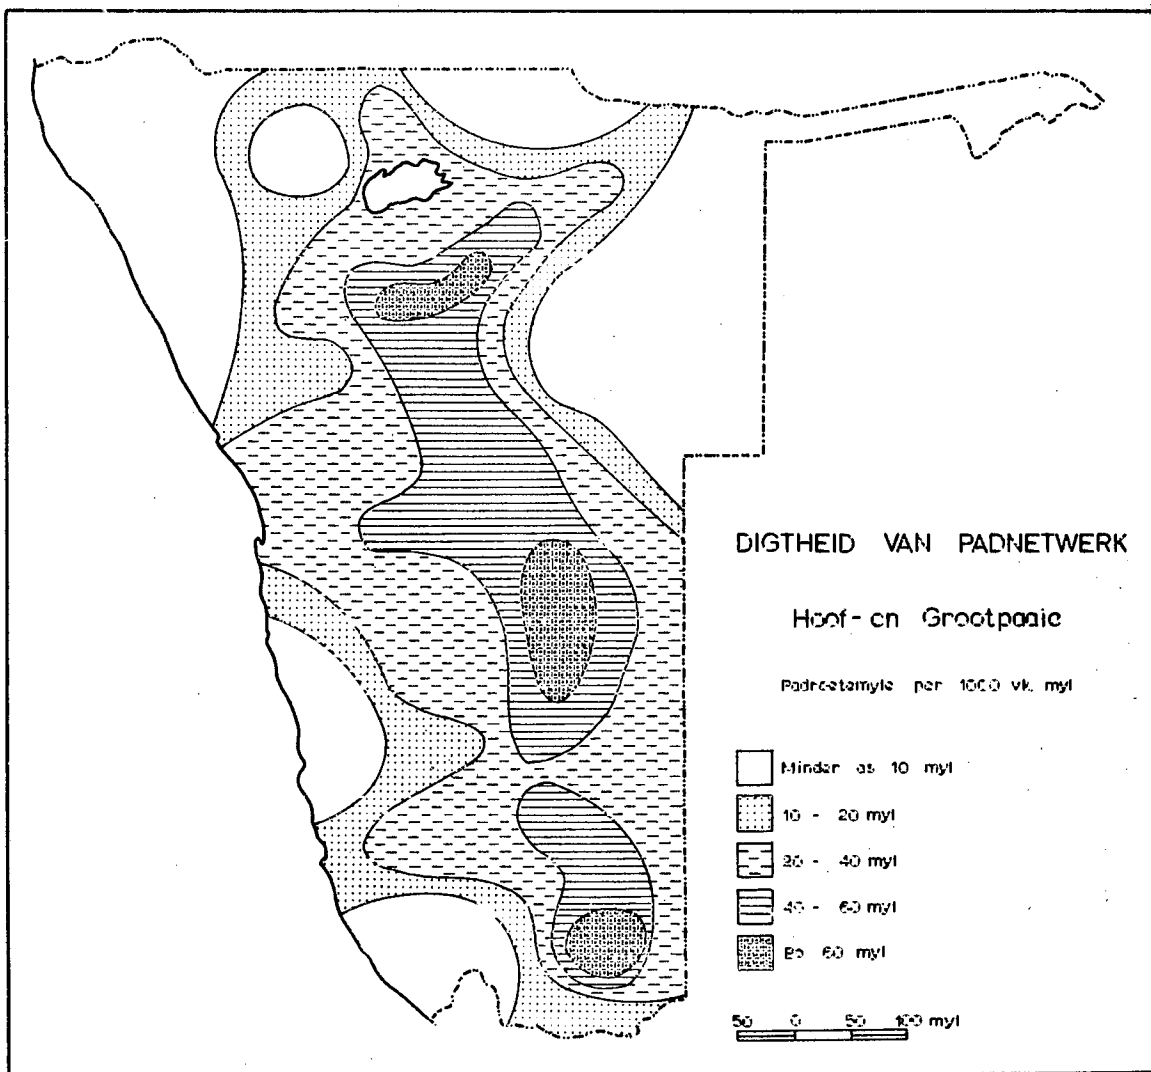 DIGTHEID VAN PADNETWERK
Hoof-en Grootpaaie
per 1000 vk. myl
Minder as 10 myl
10 - 20 myl
20 - 40 myl
40 - 60 myl
Bo 60 myl
50 0 50 100 myl